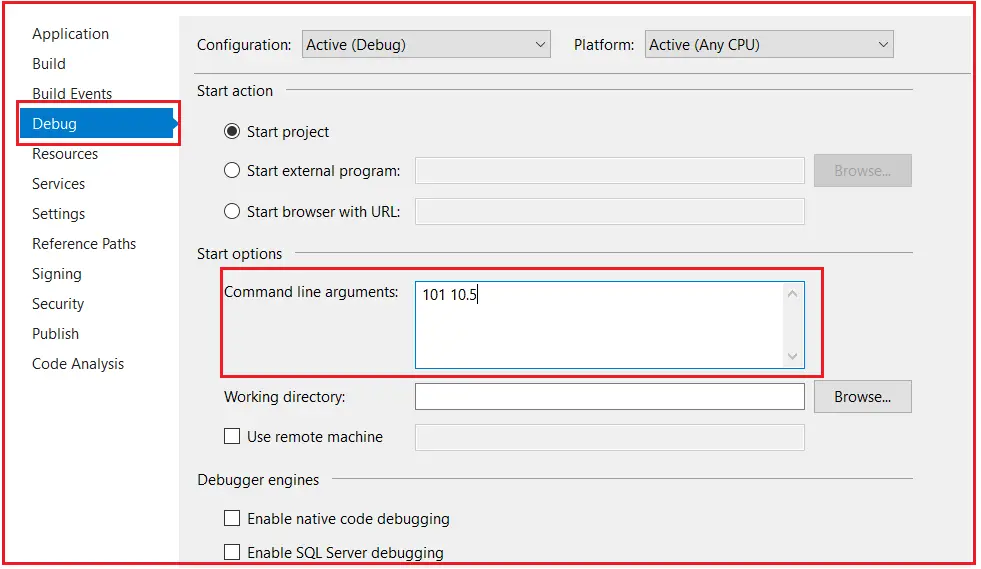 Application
Build
Build Events
Debug
Resources
Services
Settings
Reference Paths
Signing
Security
Publish
Code Analysis
Configuration: Active (Debug) Platform: Active (Any CPU)
Start action
Start project
Start external program: Browse...
Start browser with URL:
Start options
Command line arguments: 101 10.5
Working directory: Browse...
Use remote machine
Debugger engines
Enable native code debugging
Enable SQL Server debugging